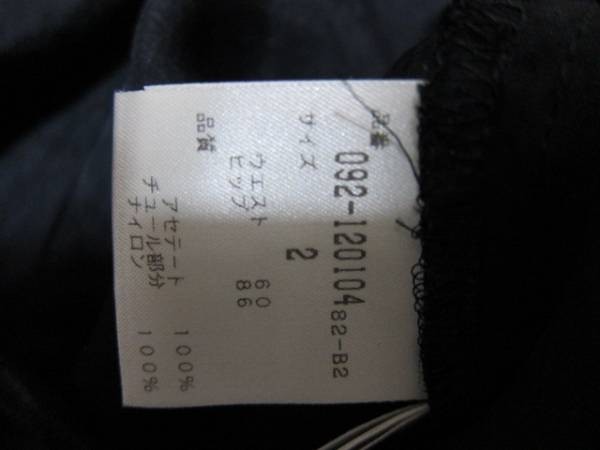 品番 092-120104 82-B2
サイズ 2
ウエスト 60
ヒップ 86
品質
アセテート 100%
チュール部分
ナイロン 100%